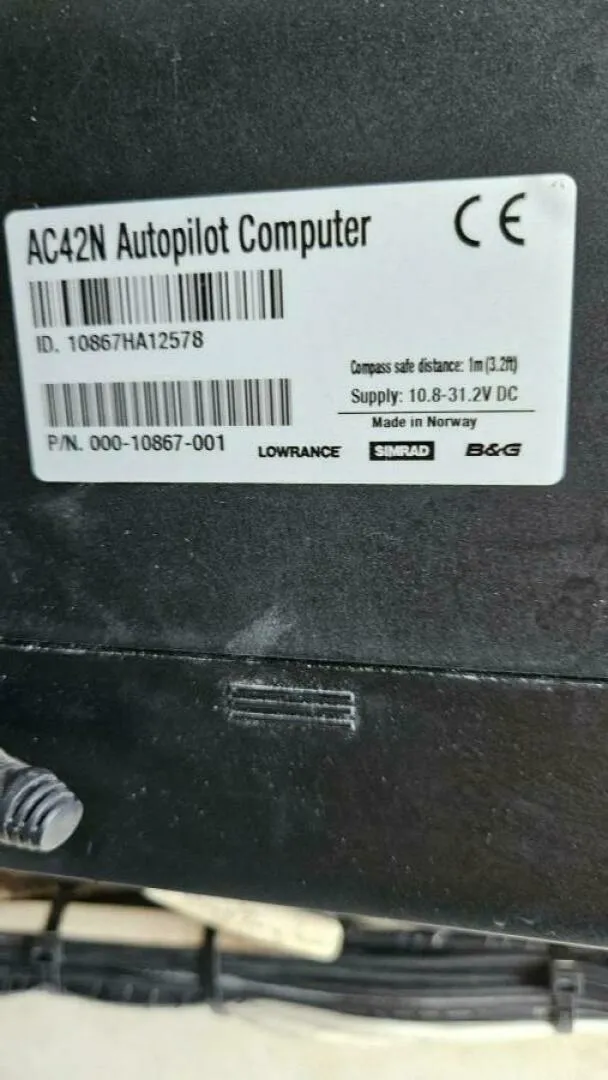 AC42N Autopilot Computer
CE
ID. 10867HA12578
Compass safe distance: 1m (3.2ft)
Supply: 10.8-31.2V DC
Made in Norway
P/N. 000-10867-001
LOWRANCE SIMRAD B&G